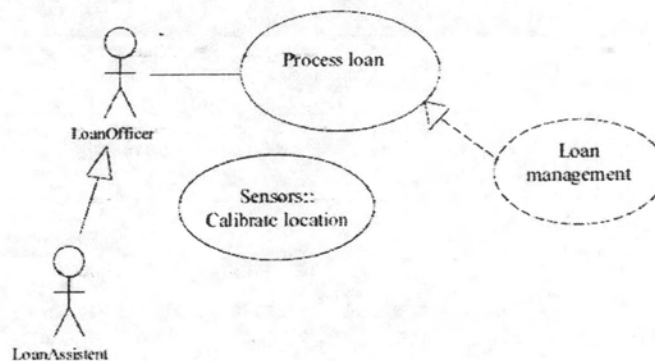 Process loan
LoanOfficer
Loan
management
Sensors::
Calibrate location
LoanAssistent